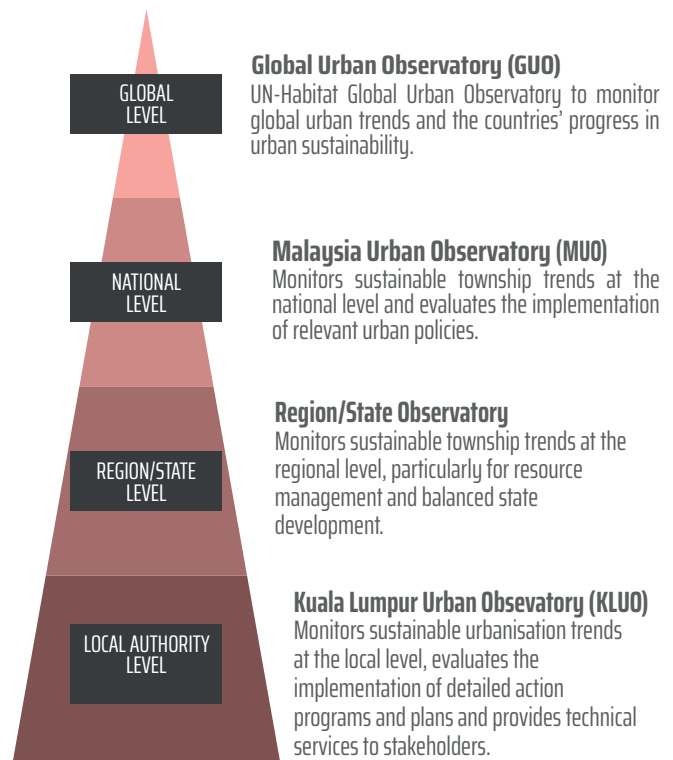 GLOBAL
LEVEL
Global Urban Observatory (GUO)
UN-Habitat Global Urban Observatory to monitor
global urban trends and the countries' progress in
urban sustainability.
NATIONAL
LEVEL
Malaysia Urban Observatory (MUO)
Monitors sustainable township trends at the
national level and evaluates the implementation
of relevant urban policies.
REGION/STATE
LEVEL
Region/State Observatory
Monitors sustainable township trends at the
regional level, particularly for resource
management and balanced state
development.
LOCAL AUTHORITY
LEVEL
Kuala Lumpur Urban Obsevatory (KLUO)
Monitors sustainable urbanisation trends
at the local level, evaluates the
implementation of detailed action
programs and plans and provides technical
services to stakeholders.